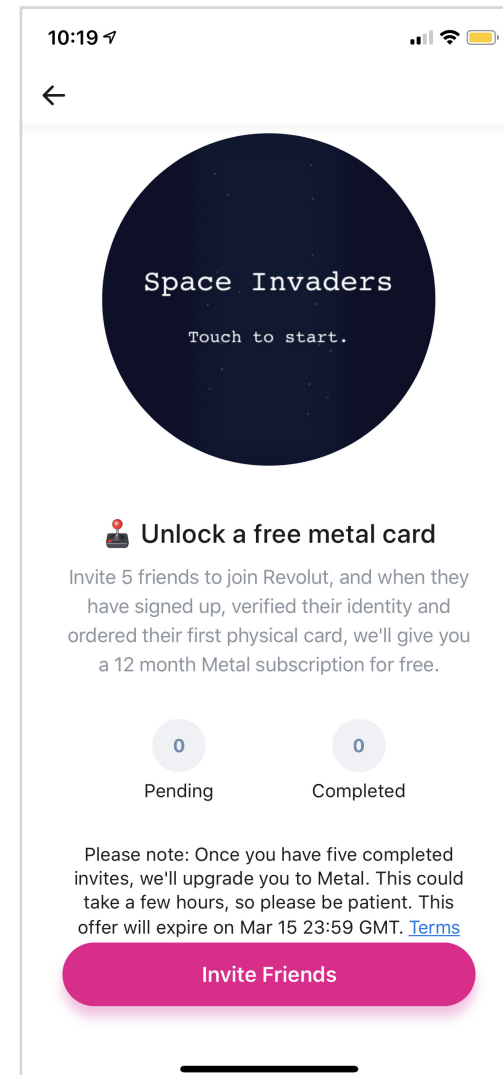 10:19
Space Invaders
Touch to start.
Unlock a free metal card
Invite 5 friends to join Revolut, and when they
have signed up, verified their identity and
ordered their first physical card, we'll give you
a 12 month Metal subscription for free.
0 0
Pending Completed
Please note: Once you have five completed
invites, we'll upgrade you to Metal. This could
take a few hours, so please be patient. This
offer will expire on Mar 15 23:59 GMT. Terms
Invite Friends